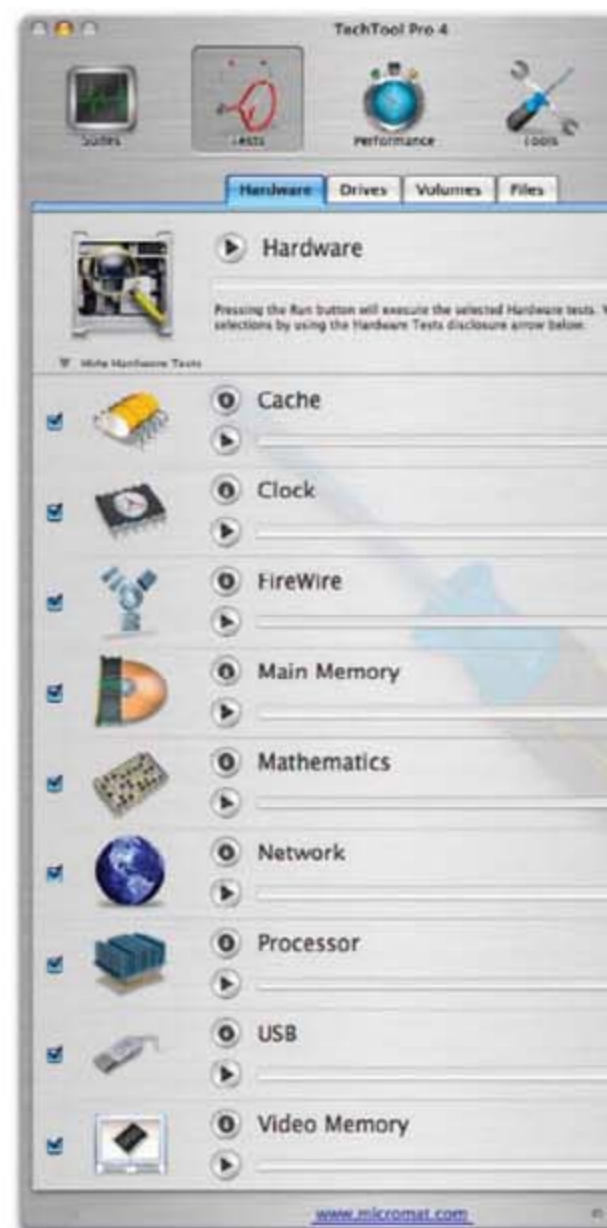 TechTool Pro 4
Suites Tests Performance Tools
Hardware Drives Volumes Files
Hardware
Pressing the Run button will execute the selected Hardware tests.
selections by using the Hardware Tests disclosure arrow below.
Hide Hardware Tests
Cache
Clock
FireWire
Main Memory
Mathematics
Network
Processor
USB
Video Memory
www.micromat.com